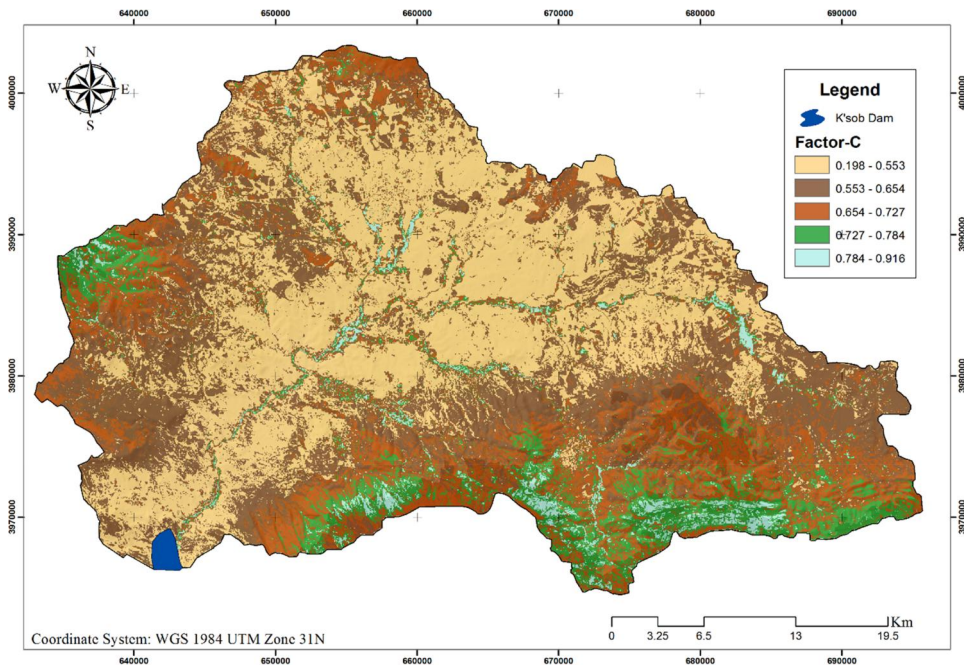 640000 650000 660000 670000 680000 690000
N
W E
S
4000000 4000000
3990000 3990000
3980000 3980000
3970000 3970000
Legend
K'sob Dam
Factor-C
0.198 - 0.553
0.553 - 0.654
0.654 - 0.727
0.727 - 0.784
0.784 - 0.916
Km
0 3.25 6.5 13 19.5
Coordinate System: WGS 1984 UTM Zone 31N
640000 650000 660000 670000 680000 690000